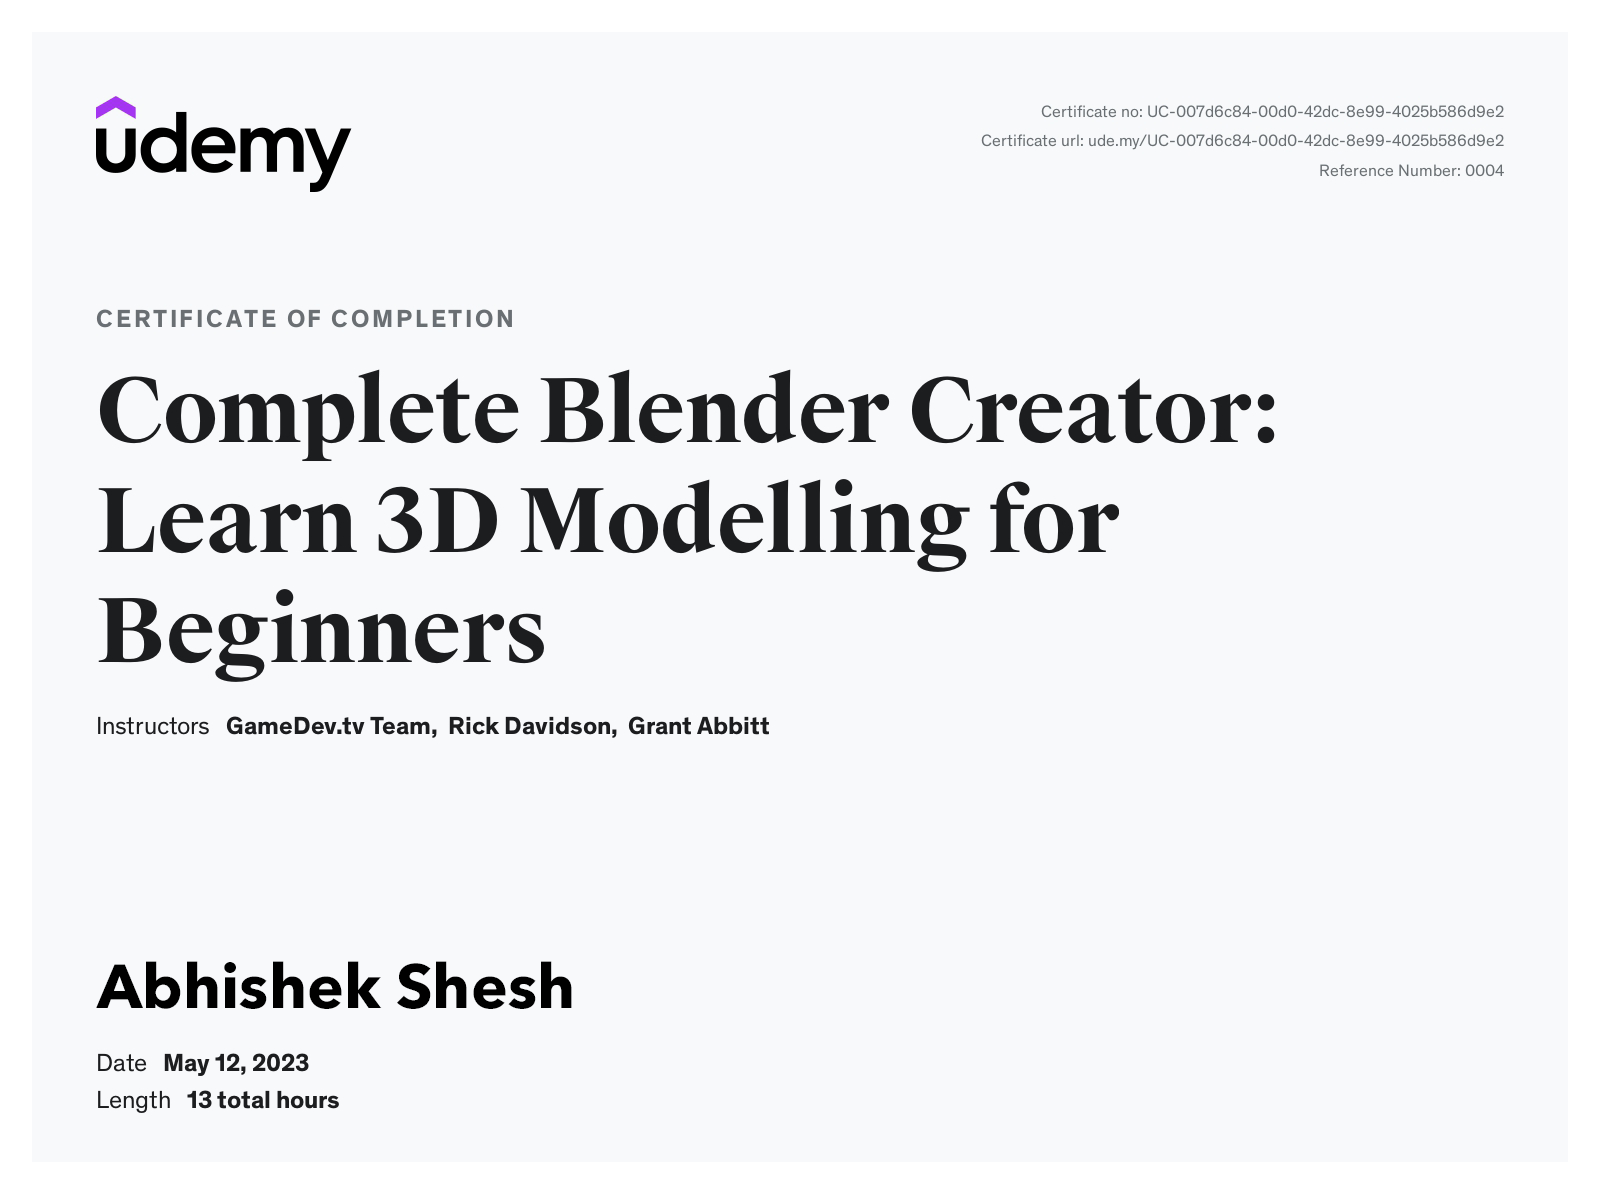 udemy
Certificate no: UC-007d6c84-00d0-42dc-8e99-4025b586d9e2
Certificate url: ude.my/UC-007d6c84-00d0-42dc-8e99-4025b586d9e2
Reference Number: 0004
CERTIFICATE OF COMPLETION
Complete Blender Creator:
Learn 3D Modelling for
Beginners
Instructors GameDev.tv Team, Rick Davidson, Grant Abbitt
Abhishek Shesh
Date May 12, 2023
Length 13 total hours